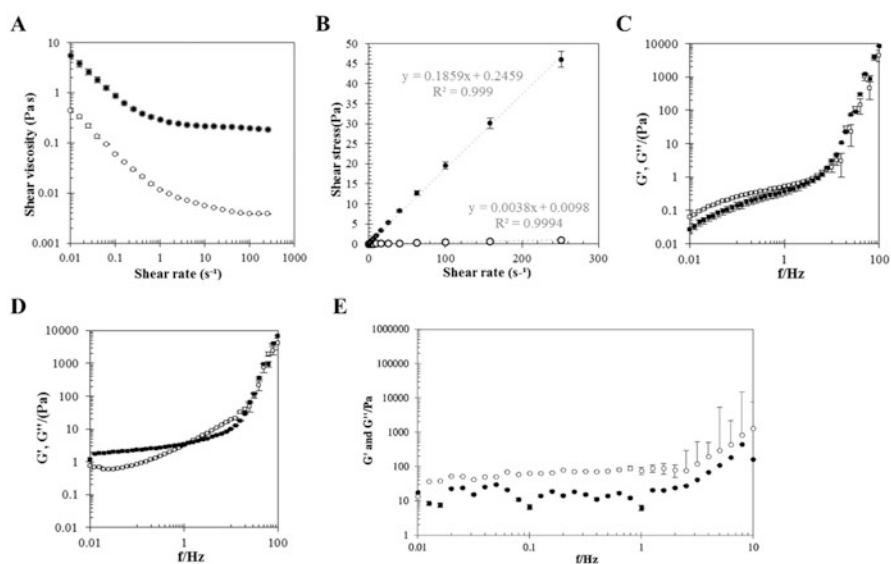 A
Shear viscosity (Pa s)
10
1
0.1
0.01
0.001
0.01 0.1 1 10 100 1000
Shear rate (s⁻¹)
B
Shear stress(Pa)
50
45
40
35
30
25
20
15
10
5
0
y = 0.1859x + 0.2459
R² = 0.999
y = 0.0038x + 0.0098
R² = 0.9994
0 100 200 300
Shear rate (s-¹)
C
G', G''/(Pa)
10000
1000
100
10
1
0.1
0.01
0.01 1 100
f/Hz
D
G', G''/(Pa)
10000
1000
100
10
1
0.1
0.01
0.01 1 100
f/Hz
E
G' and G''/Pa
1000000
100000
10000
1000
100
10
1
0.01 0.1 1 10
f/Hz